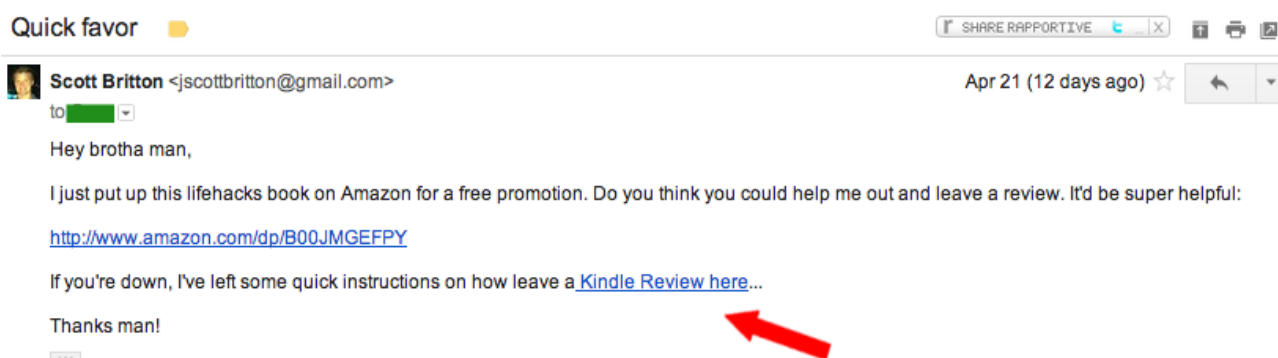 Quick favor
SHARE RAPPORTIVE
Scott Britton <jscottbritton@gmail.com>
Apr 21 (12 days ago)
to
Hey brotha man,
I just put up this lifehacks book on Amazon for a free promotion. Do you think you could help me out and leave a review. It'd be super helpful:
http://www.amazon.com/dp/B00JMGEFPY
If you're down, I've left some quick instructions on how leave a Kindle Review here...
Thanks man!